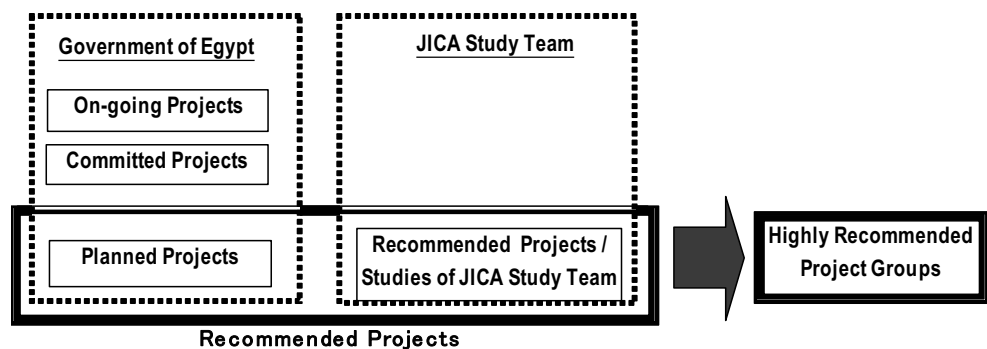 Government of Egypt
On-going Projects
Committed Projects
Planned Projects
JICA Study Team
Recommended Projects /
Studies of JICA Study Team
Recommended Projects
Highly Recommended
Project Groups